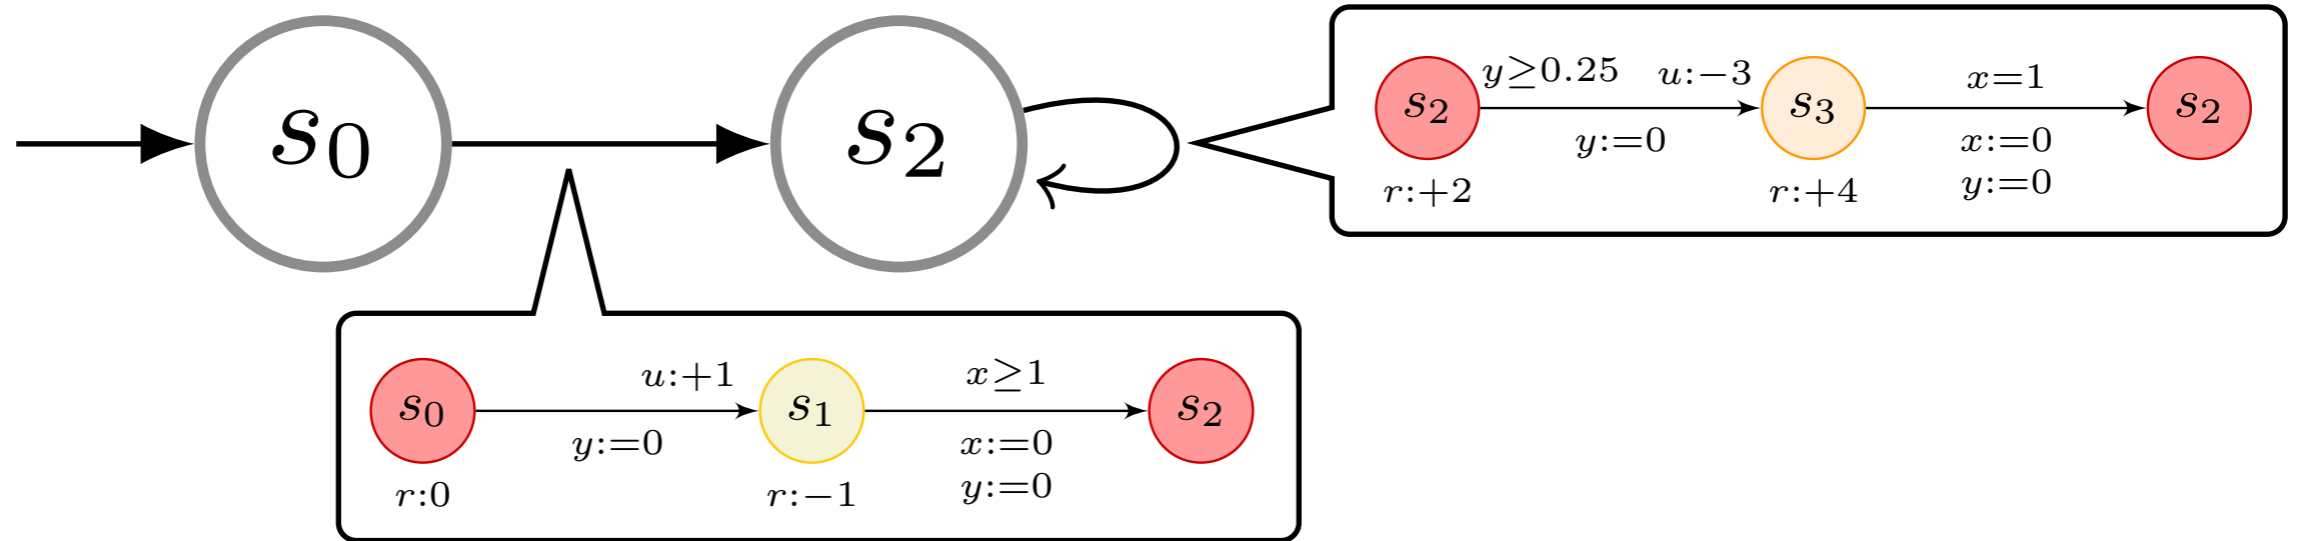 s₀
s₂
y≥0.25 u:−3
s₂
y:=0
s₃
x=1
x:=0
y:=0
s₂
r:+2
r:+4
u:+1
s₀
y:=0
s₁
x≥1
x:=0
y:=0
s₂
r:0
r:−1